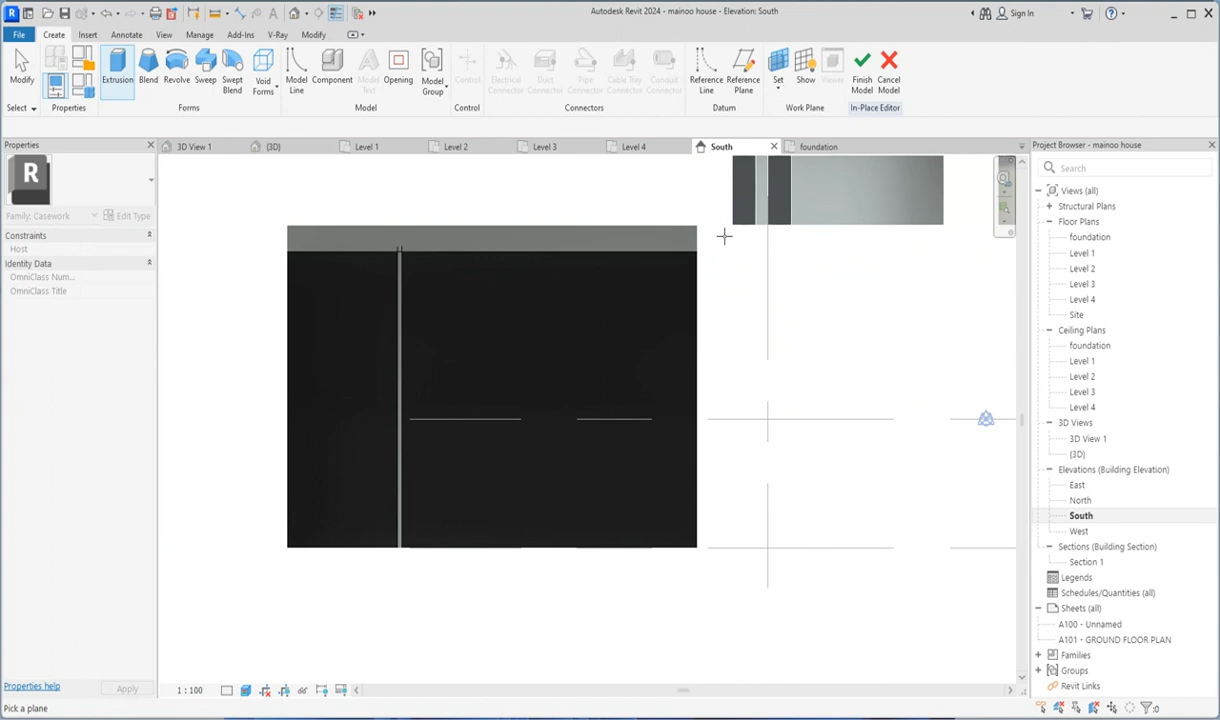 Autodesk Revit 2024 - mainoo house - Elevation: South
Sign In
File
Create
Insert
Annotate
View
Manage
Add-Ins
V-Ray
Modify
Modify
Extrusion
Blend
Revolve
Sweep
Swept Blend
Void Forms
Model Line
Component
Model Text
Opening
Model Group
Control
Electrical Connector
Duct Connector
Pipe Connector
Cable Tray Connector
Conduit Connector
Reference Line
Reference Plane
Set
Show
Viewer
Finish Model
Cancel Model
Select
Properties
Forms
Model
Control
Connectors
Datum
Work Plane
In-Place Editor
Properties
3D View 1
{3D}
Level 1
Level 2
Level 3
Level 4
South
foundation
Project Browser - mainoo house
R
Family: Casework
Edit Type
Constraints
Host
Identity Data
OmniClass Num...
OmniClass Title
Search
Views (all)
Structural Plans
Floor Plans
foundation
Level 1
Level 2
Level 3
Level 4
Site
Ceiling Plans
foundation
Level 1
Level 2
Level 3
Level 4
3D Views
3D View 1
{3D}
Elevations (Building Elevation)
East
North
South
West
Sections (Building Section)
Section 1
Legends
Schedules/Quantities (all)
Sheets (all)
A100 - Unnamed
A101 - GROUND FLOOR PLAN
Families
Groups
Revit Links
Properties help
Apply
1 : 100
Pick a plane
:0